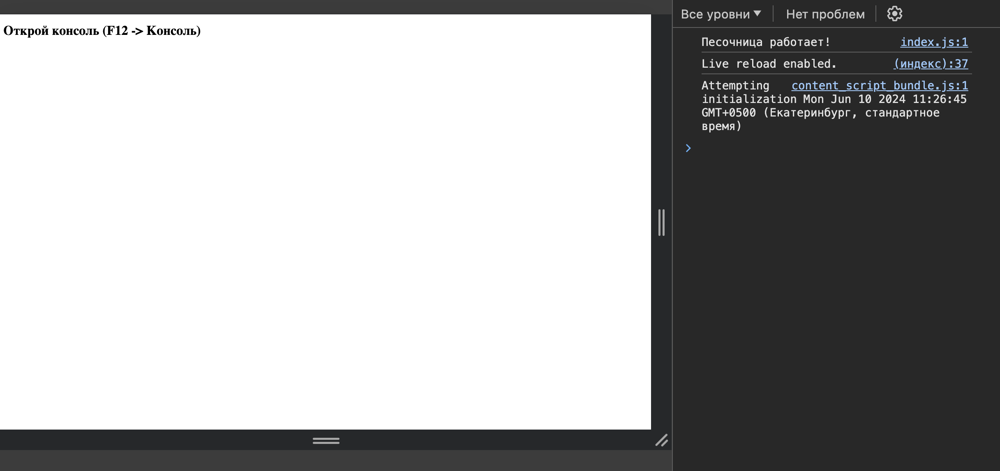 Открой консоль (F12 -> Консоль)
Все уровни ▼ Нет проблем
Песочница работает! index.js:1
Live reload enabled. (индекс):37
Attempting content_script_bundle.js:1
initialization Mon Jun 10 2024 11:26:45
GMT+0500 (Екатеринбург, стандартное
время)